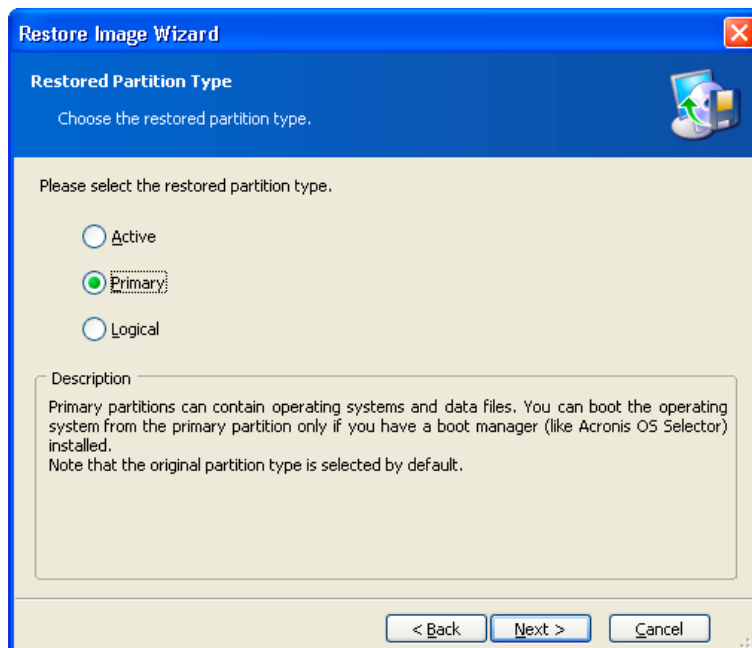 Restore Image Wizard
Restored Partition Type
Choose the restored partition type.
Please select the restored partition type.
Active
Primary
Logical
Description
Primary partitions can contain operating systems and data files. You can boot the operating
system from the primary partition only if you have a boot manager (like Acronis OS Selector)
installed.
Note that the original partition type is selected by default.
< Back
Next >
Cancel